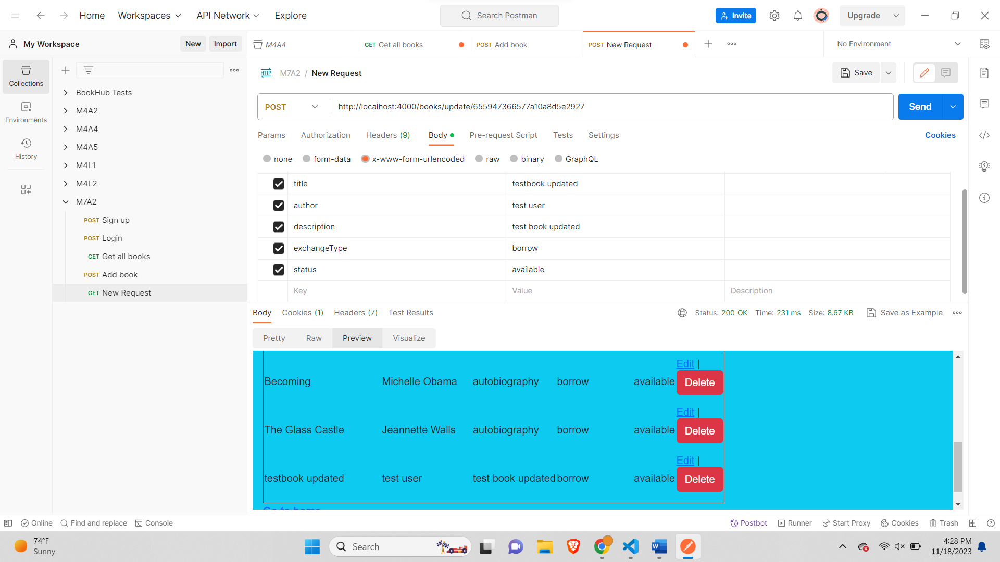 Home Workspaces API Network Explore Search Postman Invite Upgrade
My Workspace New Import M4A4 GET Get all books POST Add book POST New Request No Environment
HTTP M7A2 / New Request Save
Collections
Environments
History
BookHub Tests
M4A2
M4A4
M4A5
M4L1
M4L2
M7A2
POST Sign up
POST Login
GET Get all books
POST Add book
GET New Request
POST http://localhost:4000/books/update/655947366577a10a8d5e2927 Send
Params Authorization Headers (9) Body Pre-request Script Tests Settings Cookies
none form-data x-www-form-urlencoded raw binary GraphQL
title testbook updated
author test user
description test book updated
exchangeType borrow
status available
Key Value Description
Body Cookies (1) Headers (7) Test Results Status: 200 OK Time: 231 ms Size: 8.67 KB Save as Example
Pretty Raw Preview Visualize
Edit |
Becoming Michelle Obama autobiography borrow available Delete
Edit |
The Glass Castle Jeannette Walls autobiography borrow available Delete
Edit |
testbook updated test user test book updated borrow available Delete
Go to home
Online Find and replace Console Postbot Runner Start Proxy Cookies Trash
74°F
Sunny
Search
4:28 PM
11/18/2023